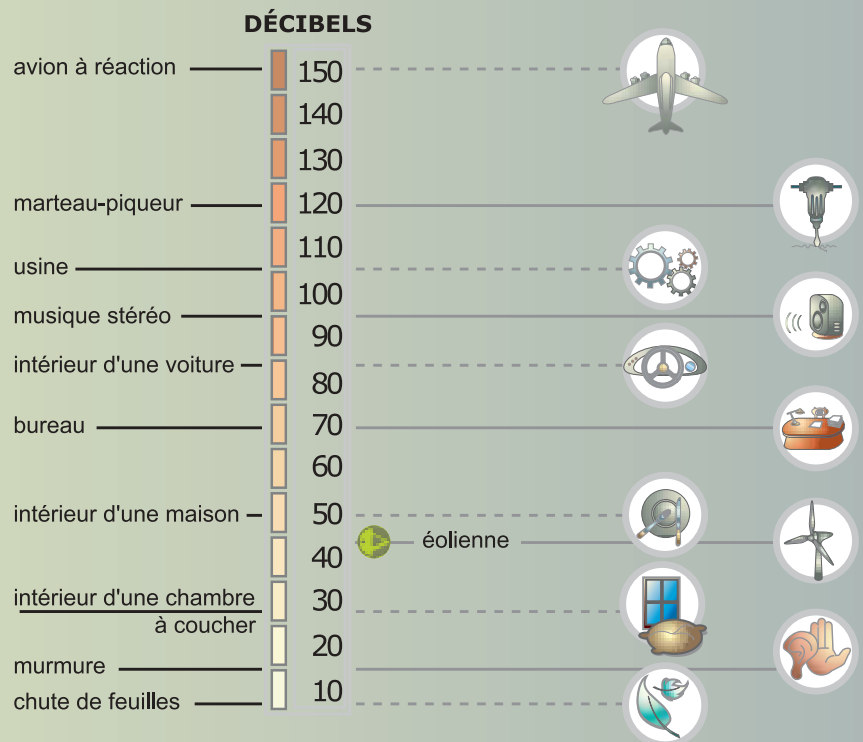 DÉCIBELS
avion à réaction
150
140
130
marteau-piqueur
120
110
usine
100
musique stéréo
90
intérieur d'une voiture
80
bureau
70
60
intérieur d'une maison
50
éolienne
40
intérieur d'une chambre
à coucher
30
20
murmure
10
chute de feuilles